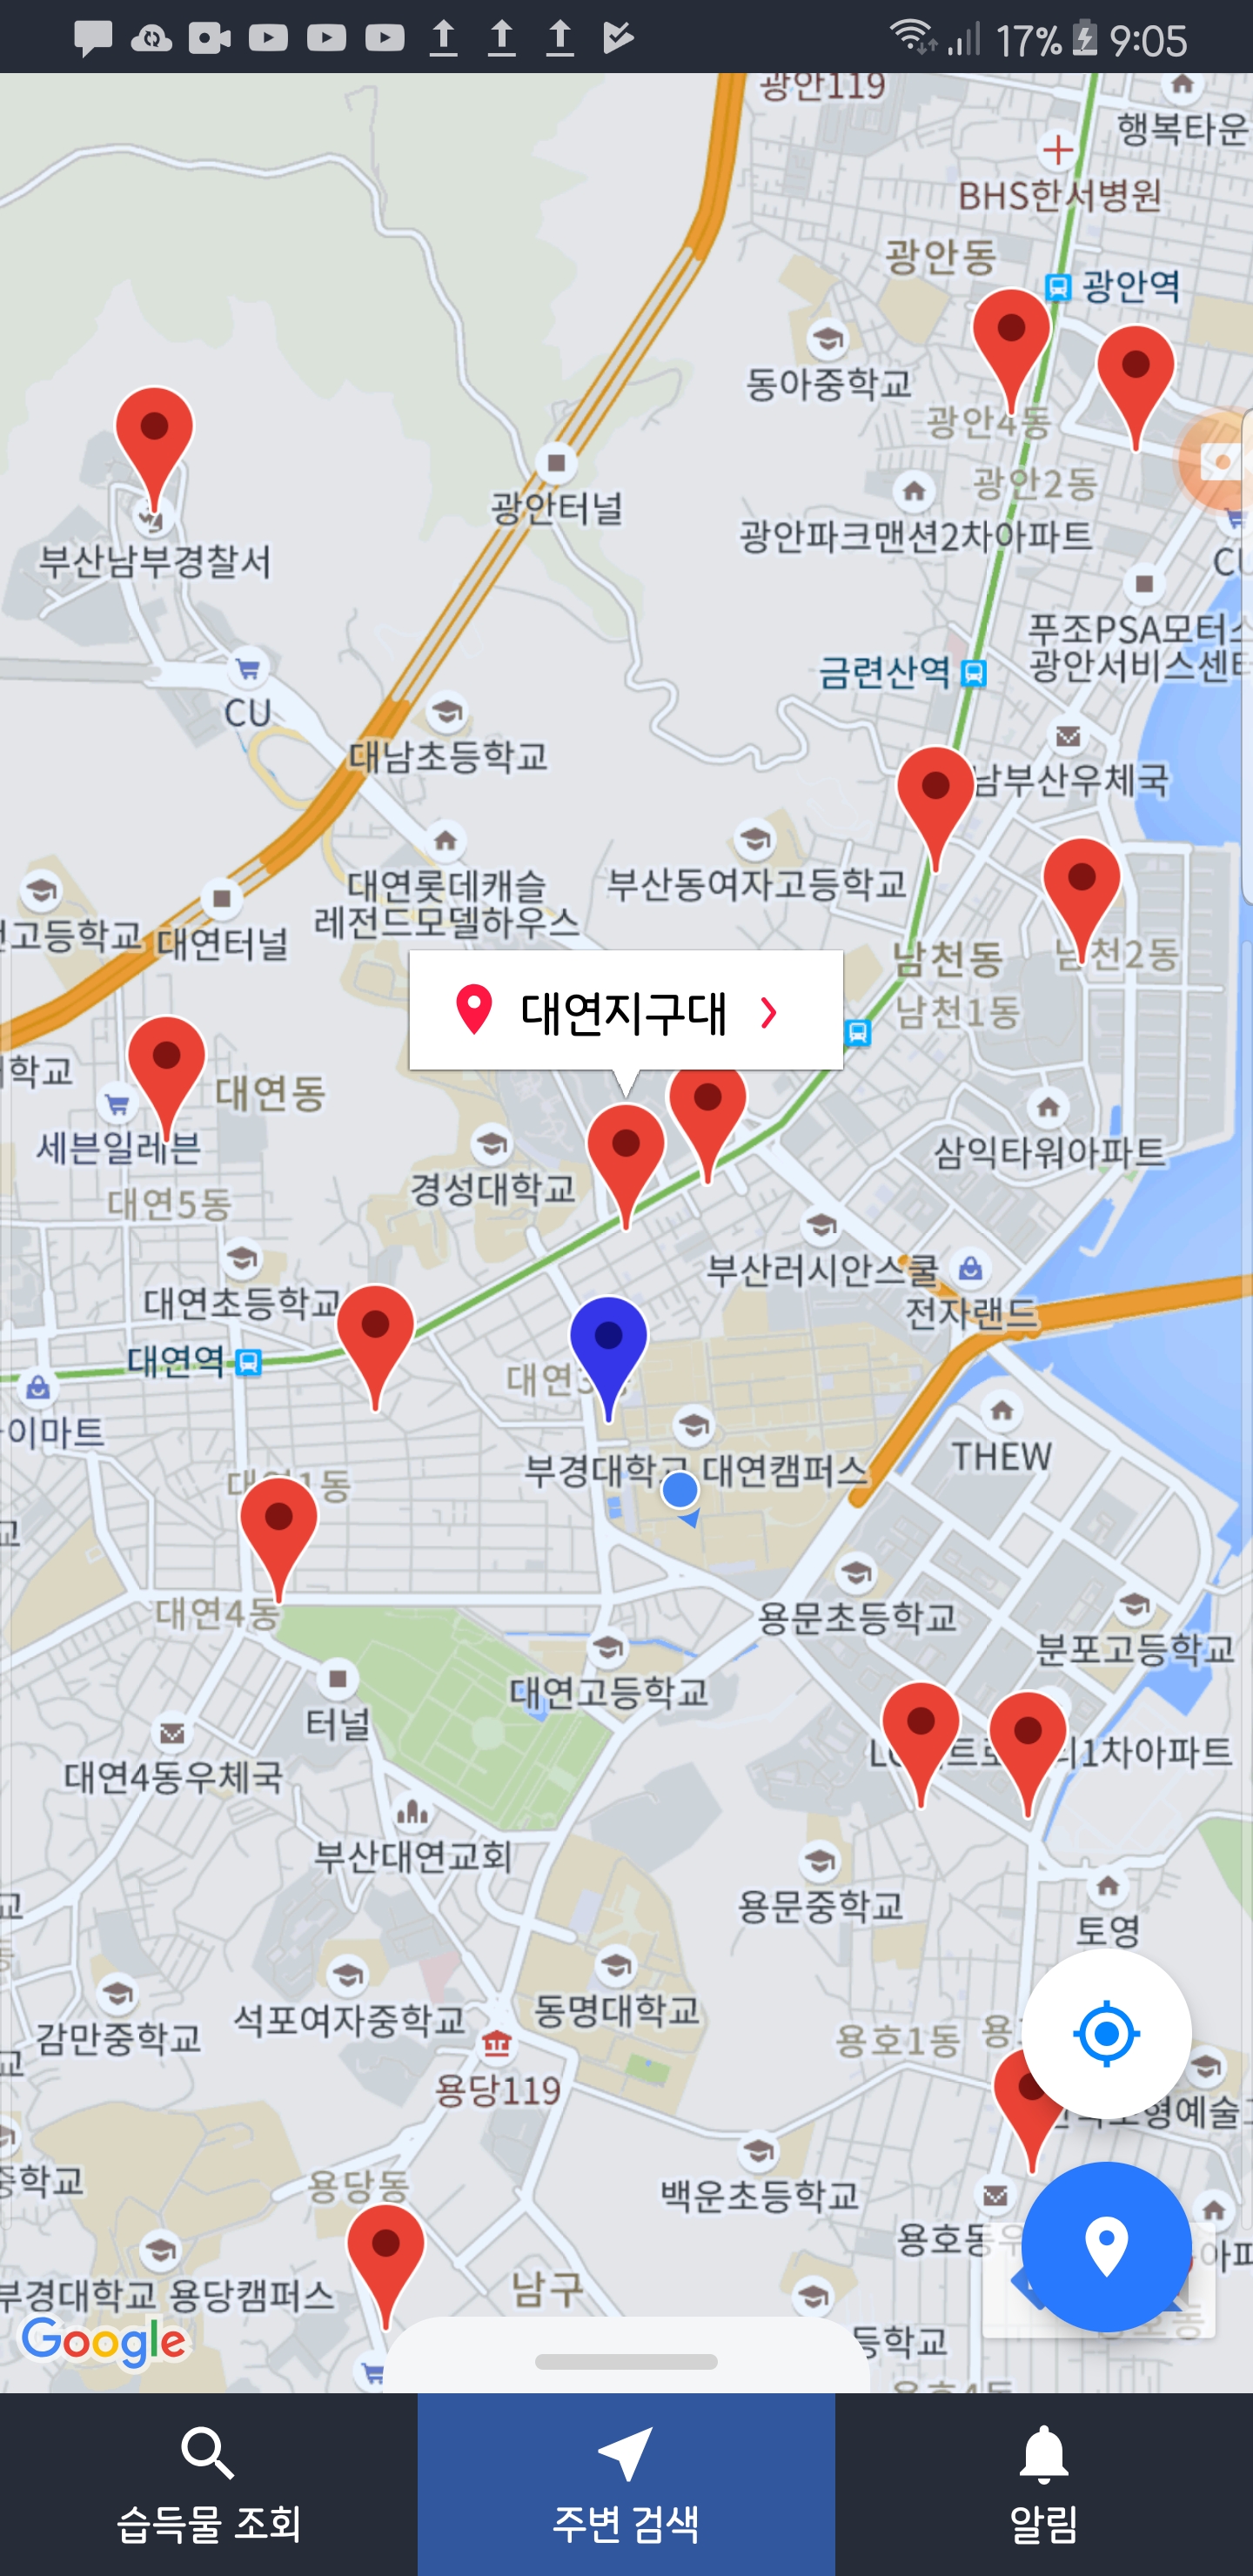 17% 9:05
광안119
행복타운
BHS한서병원
광안동
광안역
동아중학교
광안4동
광안2동
광안터널
광안파크맨션2차아파트
부산남부경찰서
CU
푸조PSA모터스
광안서비스센터
금련산역
CU
대남초등학교
남부산우체국
대연롯데캐슬
레전드모델하우스
부산동여자고등학교
고등학교
대연터널
남천동
남천2동
대연지구대
남천1동
학교
대연동
세븐일레븐
삼익타워아파트
경성대학교
대연5동
부산러시안스쿨
대연초등학교
전자랜드
대연역
대연3동
이마트
THEW
부경대학교 대연캠퍼스
대연1동
교
대연4동
용문초등학교
분포고등학교
대연고등학교
터널
1차아파트
대연4동우체국
부산대연교회
용문중학교
교
토영
석포여자중학교
동명대학교
감만중학교
용호1동
교
용당119
예술
중학교
용당동
백운초등학교
용호동우
부경대학교 용당캠퍼스
남구
Google
등학교
용호4동
습득물 조회
주변 검색
알림